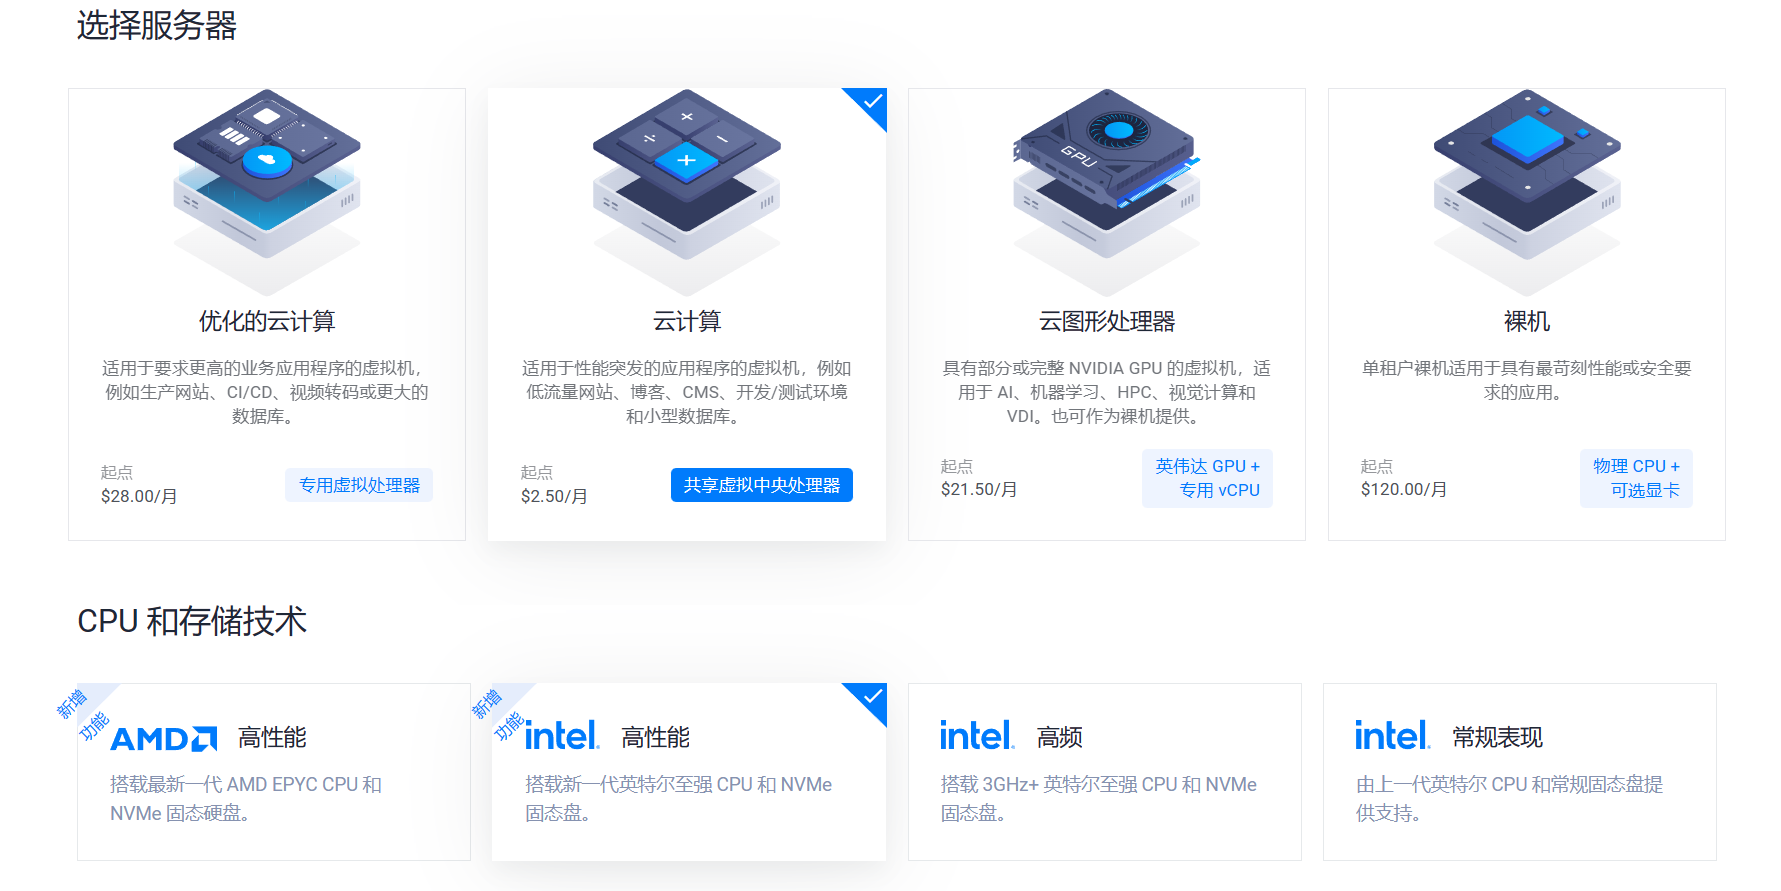 选择服务器
优化的云计算
适用于要求更高的业务应用程序的虚拟机，
例如生产网站、CI/CD、视频转码或更大的
数据库。
起点
$28.00/月
专用虚拟处理器
云计算
适用于性能突发的应用程序的虚拟机，例如
低流量网站、博客、CMS、开发/测试环境
和小型数据库。
起点
$2.50/月
共享虚拟中央处理器
GPU
云图形处理器
具有部分或完整 NVIDIA GPU 的虚拟机，适
用于 AI、机器学习、HPC、视觉计算和
VDI。也可作为裸机提供。
起点
$21.50/月
英伟达 GPU +
专用 vCPU
裸机
单租户裸机适用于具有最苛刻性能或安全要
求的应用。
起点
$120.00/月
物理 CPU +
可选显卡
CPU 和存储技术
新增
功能
AMD 高性能
搭载最新一代 AMD EPYC CPU 和
NVMe 固态硬盘。
新增
功能
intel. 高性能
搭载新一代英特尔至强 CPU 和 NVMe
固态盘。
intel. 高频
搭载 3GHz+ 英特尔至强 CPU 和 NVMe
固态盘。
intel. 常规表现
由上一代英特尔 CPU 和常规固态盘提
供支持。